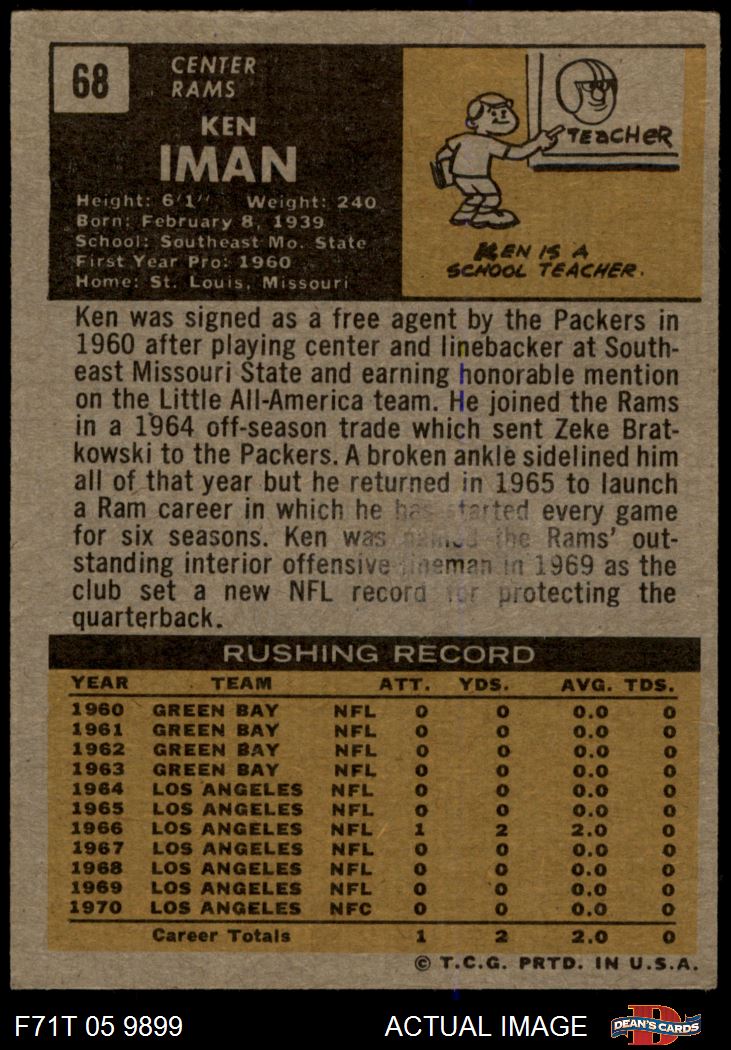 68
CENTER
RAMS
KEN
IMAN
Height: 6'1" Weight: 240
Born: February 8, 1939
School: Southeast Mo. State
First Year Pro: 1960
Home: St. Louis, Missouri
TEACHER
KEN IS A
SCHOOL TEACHER.
Ken was signed as a free agent by the Packers in
1960 after playing center and linebacker at South-
east Missouri State and earning honorable mention
on the Little All-America team. He joined the Rams
in a 1964 off-season trade which sent Zeke Brat-
kowski to the Packers. A broken ankle sidelined him
all of that year but he returned in 1965 to launch
a Ram career in which he has started every game
for six seasons. Ken was named the Rams' out-
standing interior offensive lineman in 1969 as the
club set a new NFL record for protecting the
quarterback.
RUSHING RECORD
YEAR TEAM ATT. YDS. AVG. TDS.
1960 GREEN BAY NFL 0 0 0.0 0
1961 GREEN BAY NFL 0 0 0.0 0
1962 GREEN BAY NFL 0 0 0.0 0
1963 GREEN BAY NFL 0 0 0.0 0
1964 LOS ANGELES NFL 0 0 0.0 0
1965 LOS ANGELES NFL 0 0 0.0 0
1966 LOS ANGELES NFL 1 2 2.0 0
1967 LOS ANGELES NFL 0 0 0.0 0
1968 LOS ANGELES NFL 0 0 0.0 0
1969 LOS ANGELES NFL 0 0 0.0 0
1970 LOS ANGELES NFC 0 0 0.0 0
Career Totals 1 2 2.0 0
© T.C.G. PRTD. IN U.S.A.
F71T 05 9899 ACTUAL IMAGE
D
DEAN'S CARDS